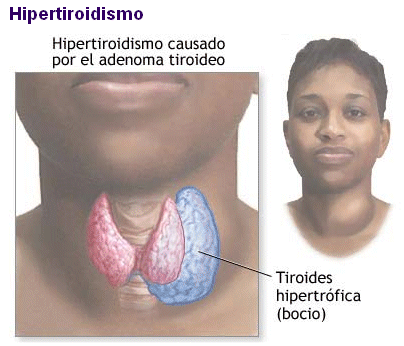 Hipertiroidismo
Hipertiroidismo causado
por el adenoma tiroideo
Tiroides
hipertrófica
(bocio)